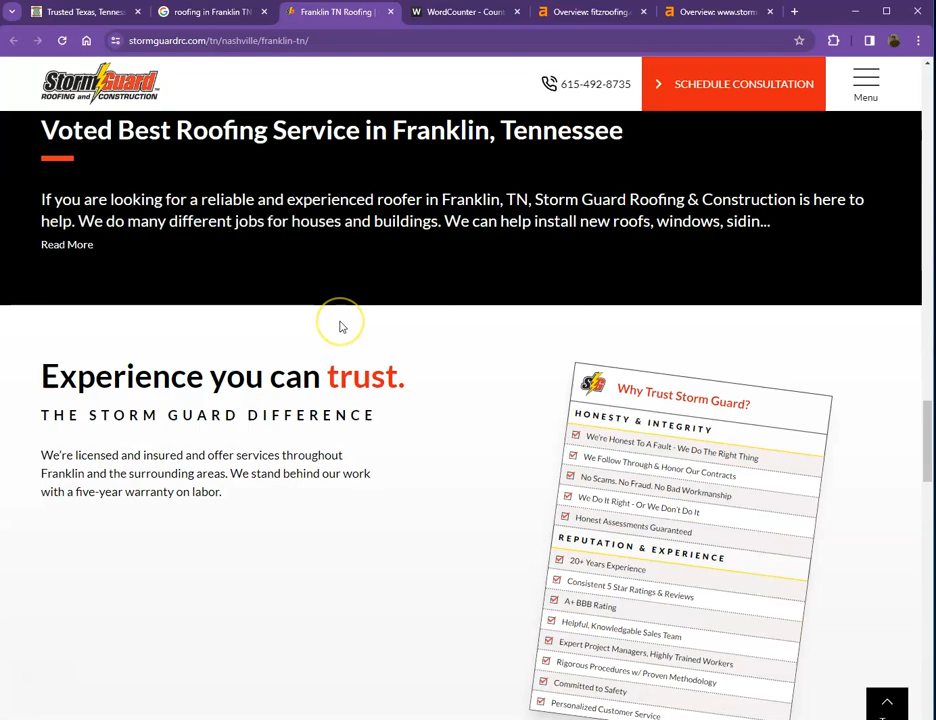 Trusted Texas, Tennes
roofing in Franklin TN
Franklin TN Roofing |
WordCounter - Coun
Overview: fitzroofing.
Overview: www.storm
stormguardrc.com/tn/nashville/franklin-tn/
Storm Guard
ROOFING and CONSTRUCTION
615-492-8735
SCHEDULE CONSULTATION
Menu
Voted Best Roofing Service in Franklin, Tennessee
If you are looking for a reliable and experienced roofer in Franklin, TN, Storm Guard Roofing & Construction is here to
help. We do many different jobs for houses and buildings. We can help install new roofs, windows, sidin...
Read More
Experience you can trust.
THE STORM GUARD DIFFERENCE
We're licensed and insured and offer services throughout
Franklin and the surrounding areas. We stand behind our work
with a five-year warranty on labor.
SG
Why Trust Storm Guard?
HONESTY & INTEGRITY
We're Honest To A Fault - We Do The Right Thing
We Follow Through & Honor Our Contracts
No Scams. No Fraud. No Bad Workmanship
We Do It Right - Or We Don't Do It
Honest Assessments Guaranteed
REPUTATION & EXPERIENCE
20+ Years Experience
Consistent 5 Star Ratings & Reviews
A+ BBB Rating
Helpful, Knowledgable Sales Team
Expert Project Managers, Highly Trained Workers
Rigorous Procedures w/ Proven Methodology
Committed to Safety
Personalized Customer Service